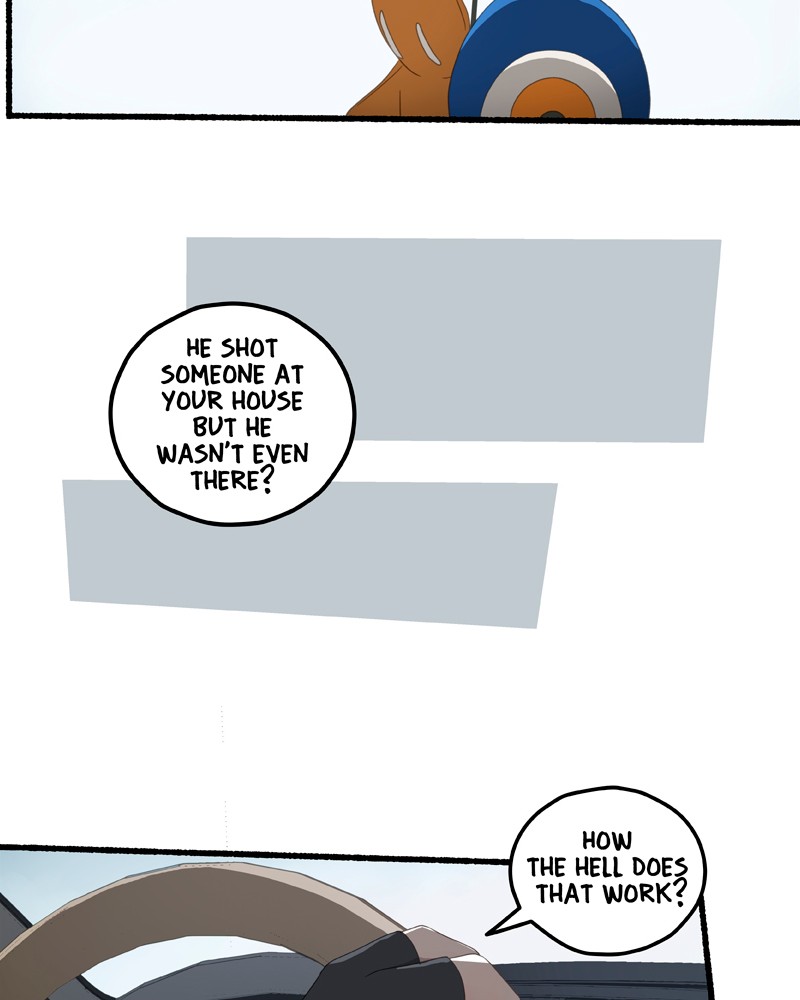 HE SHOT
SOMEONE AT
YOUR HOUSE
BUT HE
WASN'T EVEN
THERE?
HOW
THE HELL DOES
THAT WORK?